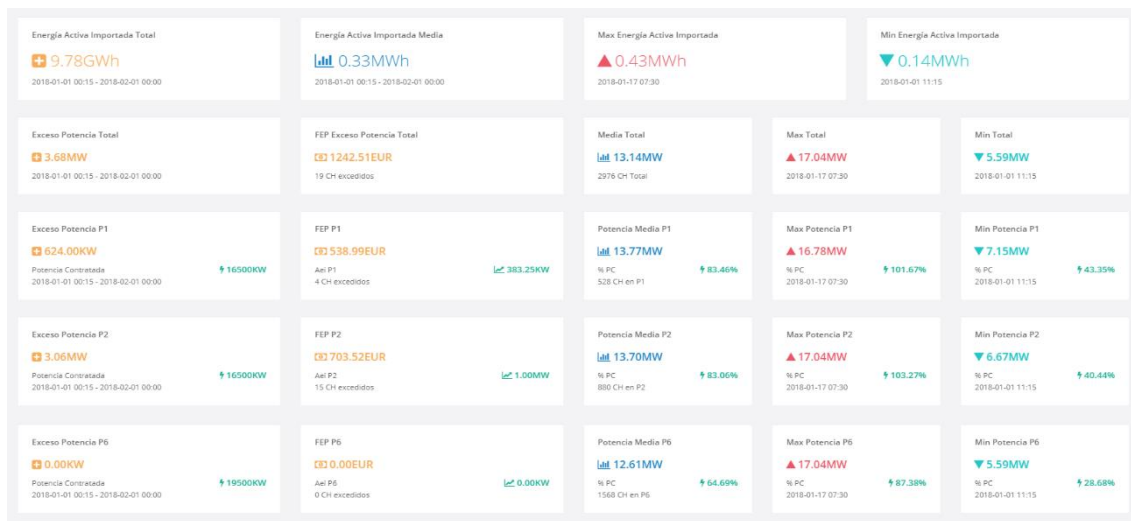 Energía Activa Importada Total
9.78GWh
2018-01-01 00:15 - 2018-02-01 00:00
Energía Activa Importada Media
0.33MWh
2018-01-01 00:15 - 2018-02-01 00:00
Max Energía Activa Importada
0.43MWh
2018-01-17 07:30
Min Energía Activa Importada
0.14MWh
2018-01-01 11:15
Exceso Potencia Total
3.68MW
2018-01-01 00:15 - 2018-02-01 00:00
FEP Exceso Potencia Total
1242.51EUR
19 CH excedidos
Media Total
13.14MW
2976 CH Total
Max Total
17.04MW
2018-01-17 07:30
Min Total
5.59MW
2018-01-01 11:15
Exceso Potencia P1
624.00KW
Potencia Contratada 16500KW
2018-01-01 00:15 - 2018-02-01 00:00
FEP P1
538.99EUR
Aei P1 383.25KW
4 CH excedidos
Potencia Media P1
13.77MW
% PC 83.46%
528 CH en P1
Max Potencia P1
16.78MW
% PC 101.67%
2018-01-17 07:30
Min Potencia P1
7.15MW
% PC 43.35%
2018-01-01 11:15
Exceso Potencia P2
3.06MW
Potencia Contratada 16500KW
2018-01-01 00:15 - 2018-02-01 00:00
FEP P2
703.52EUR
Aei P2 1.00MW
15 CH excedidos
Potencia Media P2
13.70MW
% PC 83.06%
880 CH en P2
Max Potencia P2
17.04MW
% PC 103.27%
2018-01-17 07:30
Min Potencia P2
6.67MW
% PC 40.44%
2018-01-01 11:15
Exceso Potencia P6
0.00KW
Potencia Contratada 19500KW
2018-01-01 00:15 - 2018-02-01 00:00
FEP P6
0.00EUR
Aei P6 0.00KW
0 CH excedidos
Potencia Media P6
12.61MW
% PC 64.69%
1568 CH en P6
Max Potencia P6
17.04MW
% PC 87.38%
2018-01-17 07:30
Min Potencia P6
5.59MW
% PC 28.68%
2018-01-01 11:15